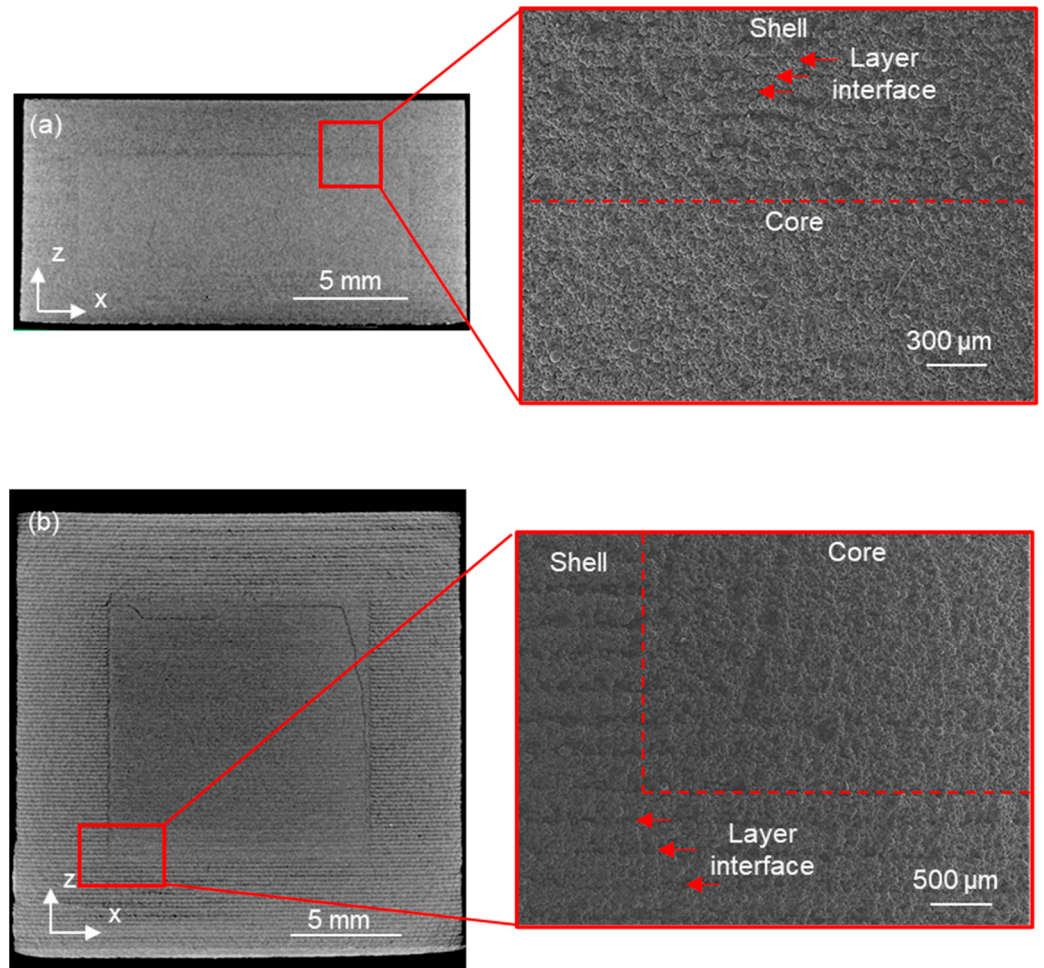 (a)
z
x
5 mm
Shell
Layer
interface
Core
300 µm
(b)
z
x
5 mm
Shell
Core
Layer
interface
500 µm